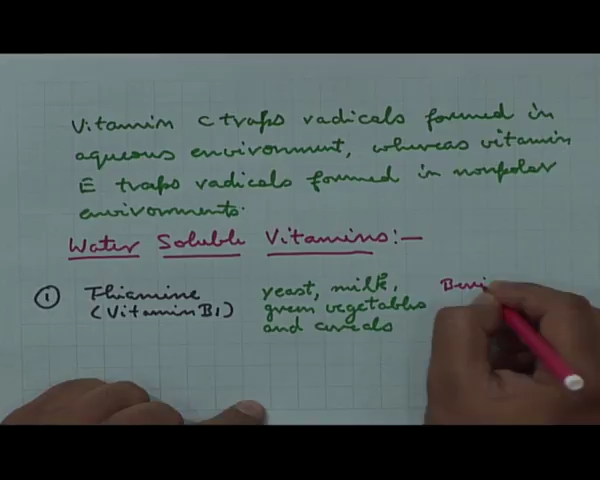 Vitamin C traps radicals formed in
aqueous environment, whereas vitamin
E traps radicals formed in nonpolar
environments.
Water Soluble Vitamins:—
① Thiamine yeast, milk, Beri
(Vitamin B1) green vegetables
and cereals